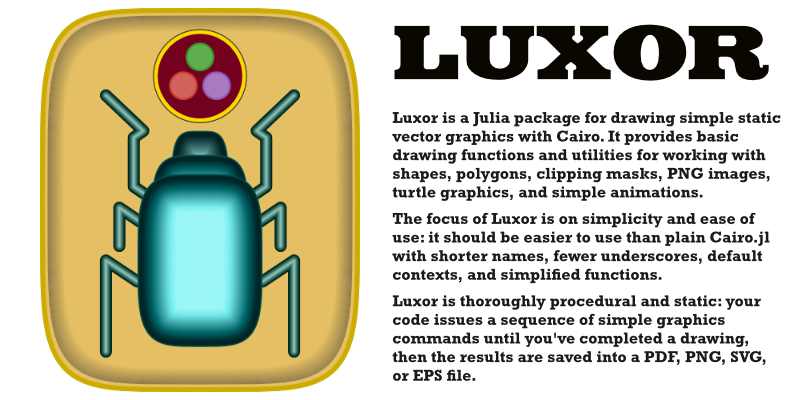 LUXOR
Luxor is a Julia package for drawing simple static
vector graphics with Cairo. It provides basic
drawing functions and utilities for working with
shapes, polygons, clipping masks, PNG images,
turtle graphics, and simple animations.
The focus of Luxor is on simplicity and ease of
use: it should be easier to use than plain Cairo.jl
with shorter names, fewer underscores, default
contexts, and simplified functions.
Luxor is thoroughly procedural and static: your
code issues a sequence of simple graphics
commands until you've completed a drawing,
then the results are saved into a PDF, PNG, SVG,
or EPS file.